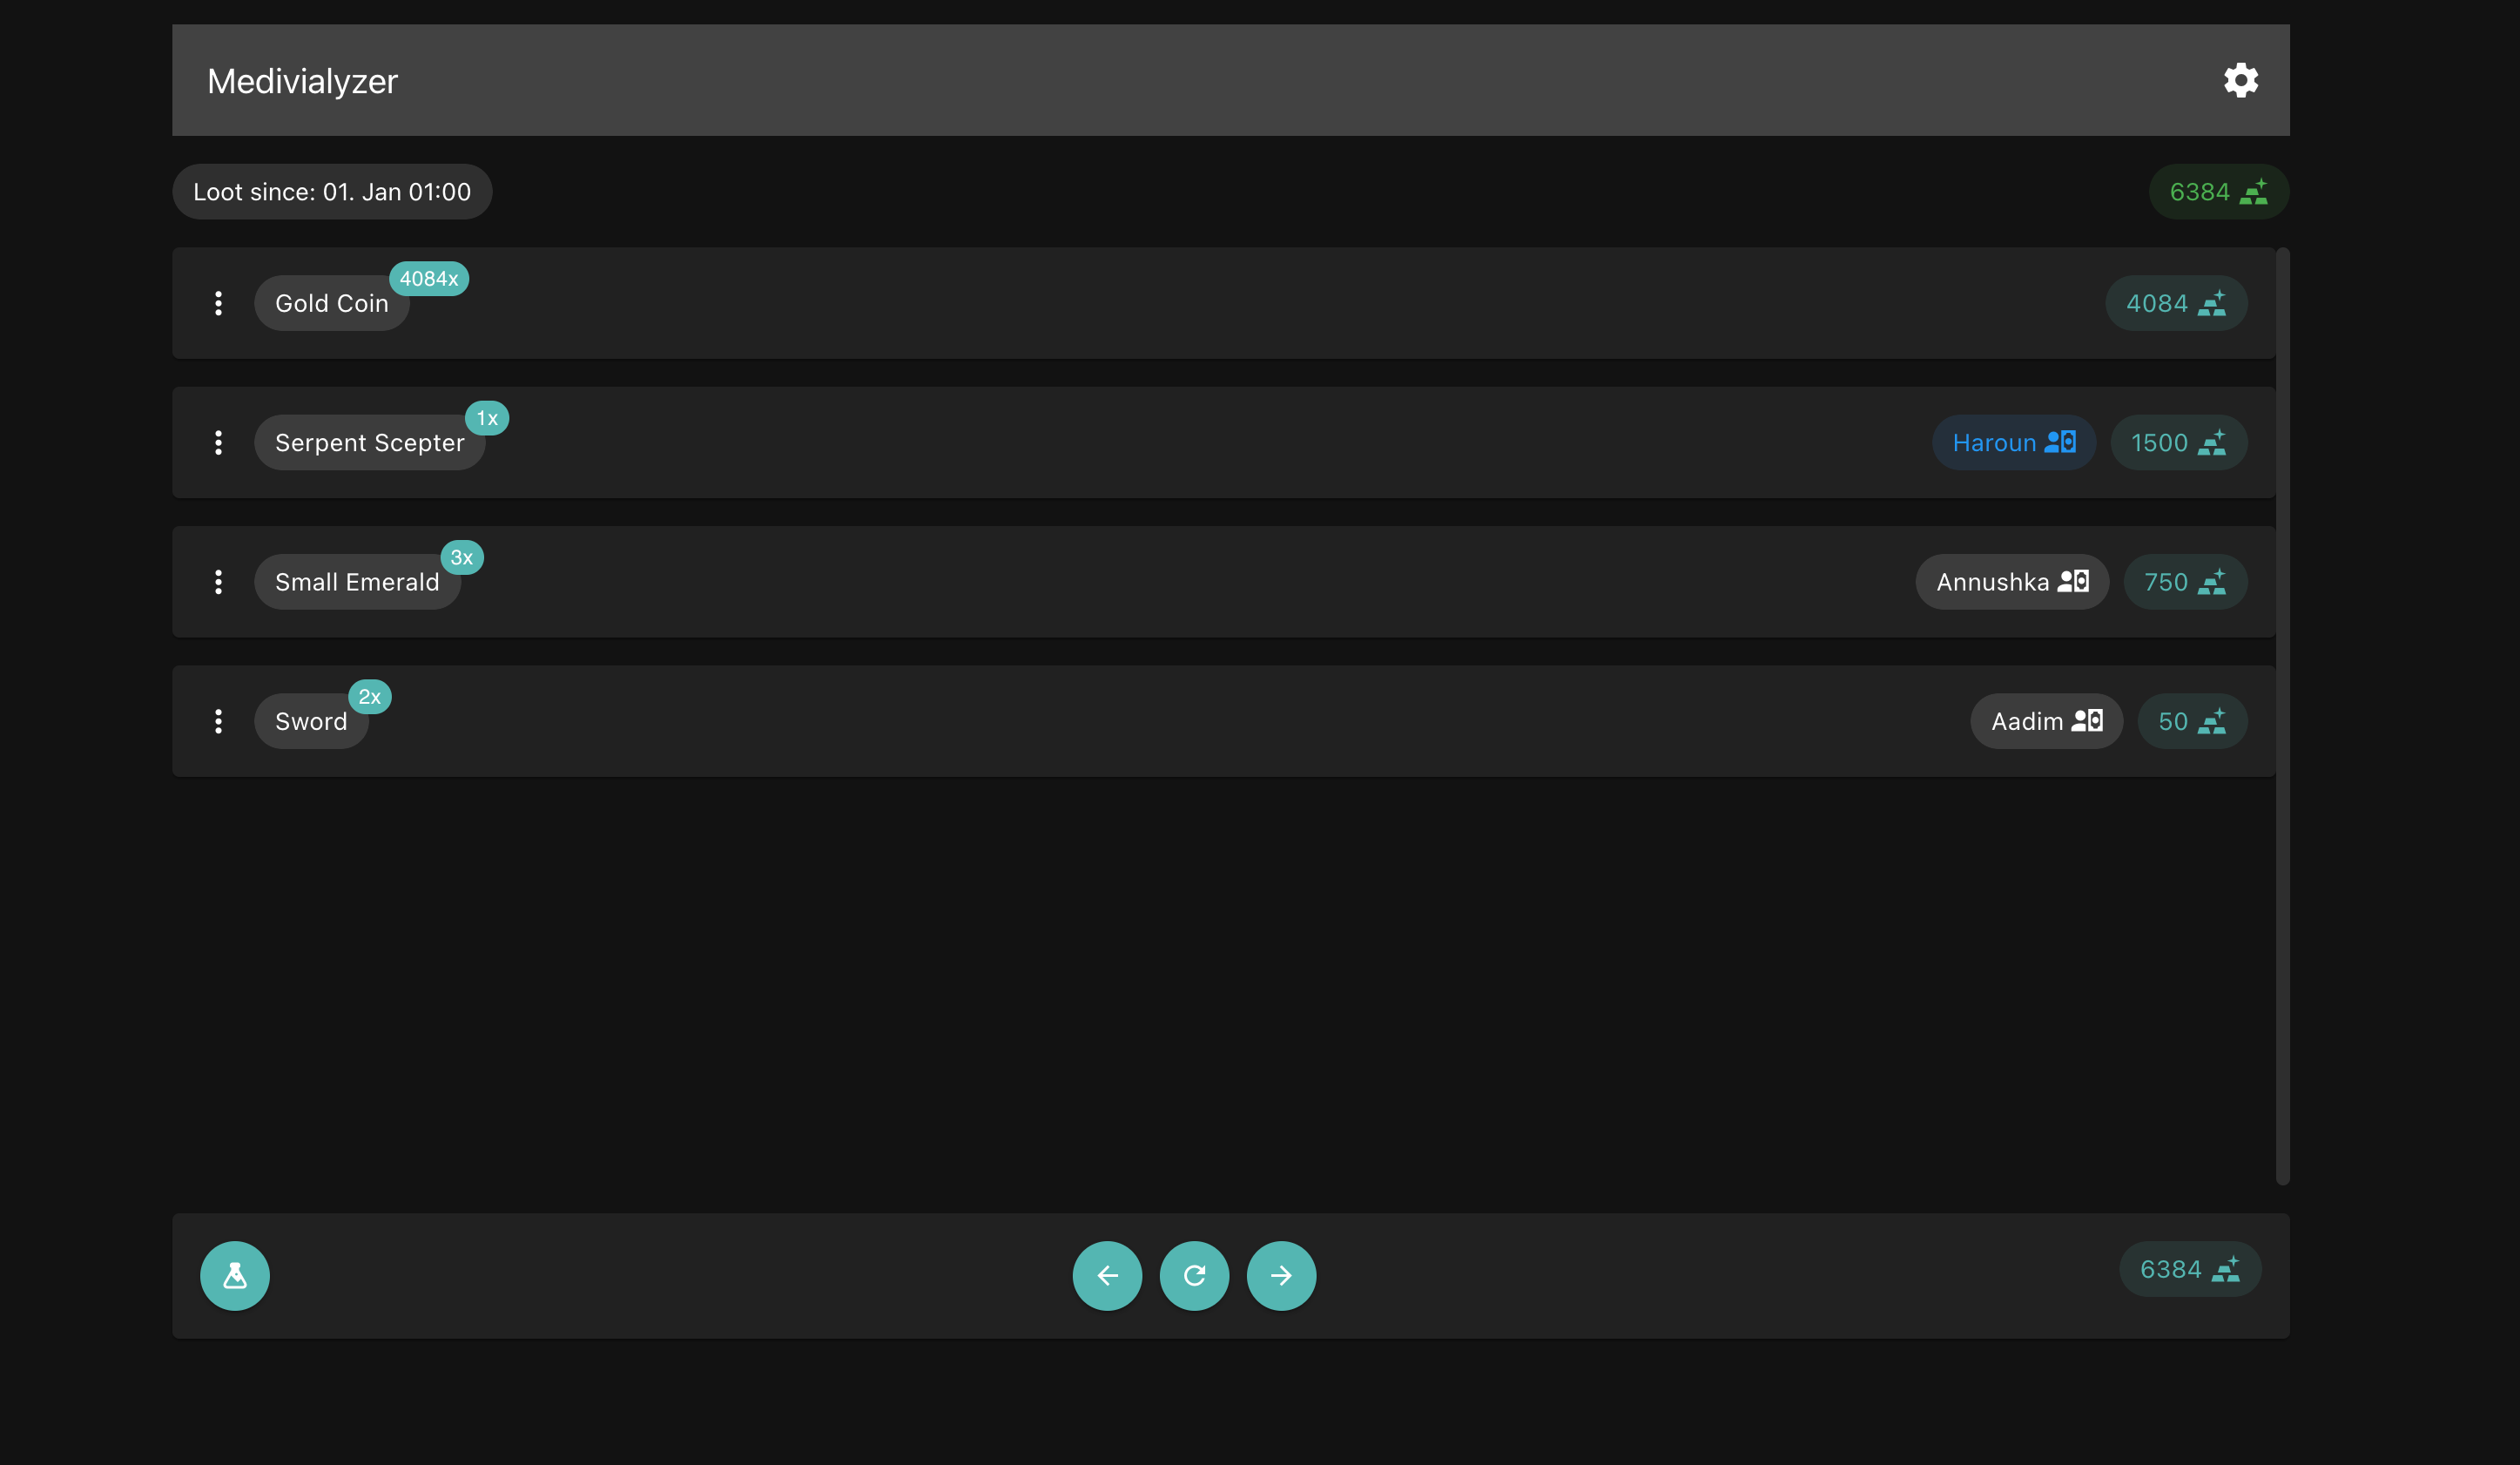 Medivialyzer
Loot since: 01. Jan 01:00
6384
Gold Coin 4084x
4084
Serpent Scepter 1x
Haroun 1500
Small Emerald 3x
Annushka 750
Sword 2x
Aadim 50
6384